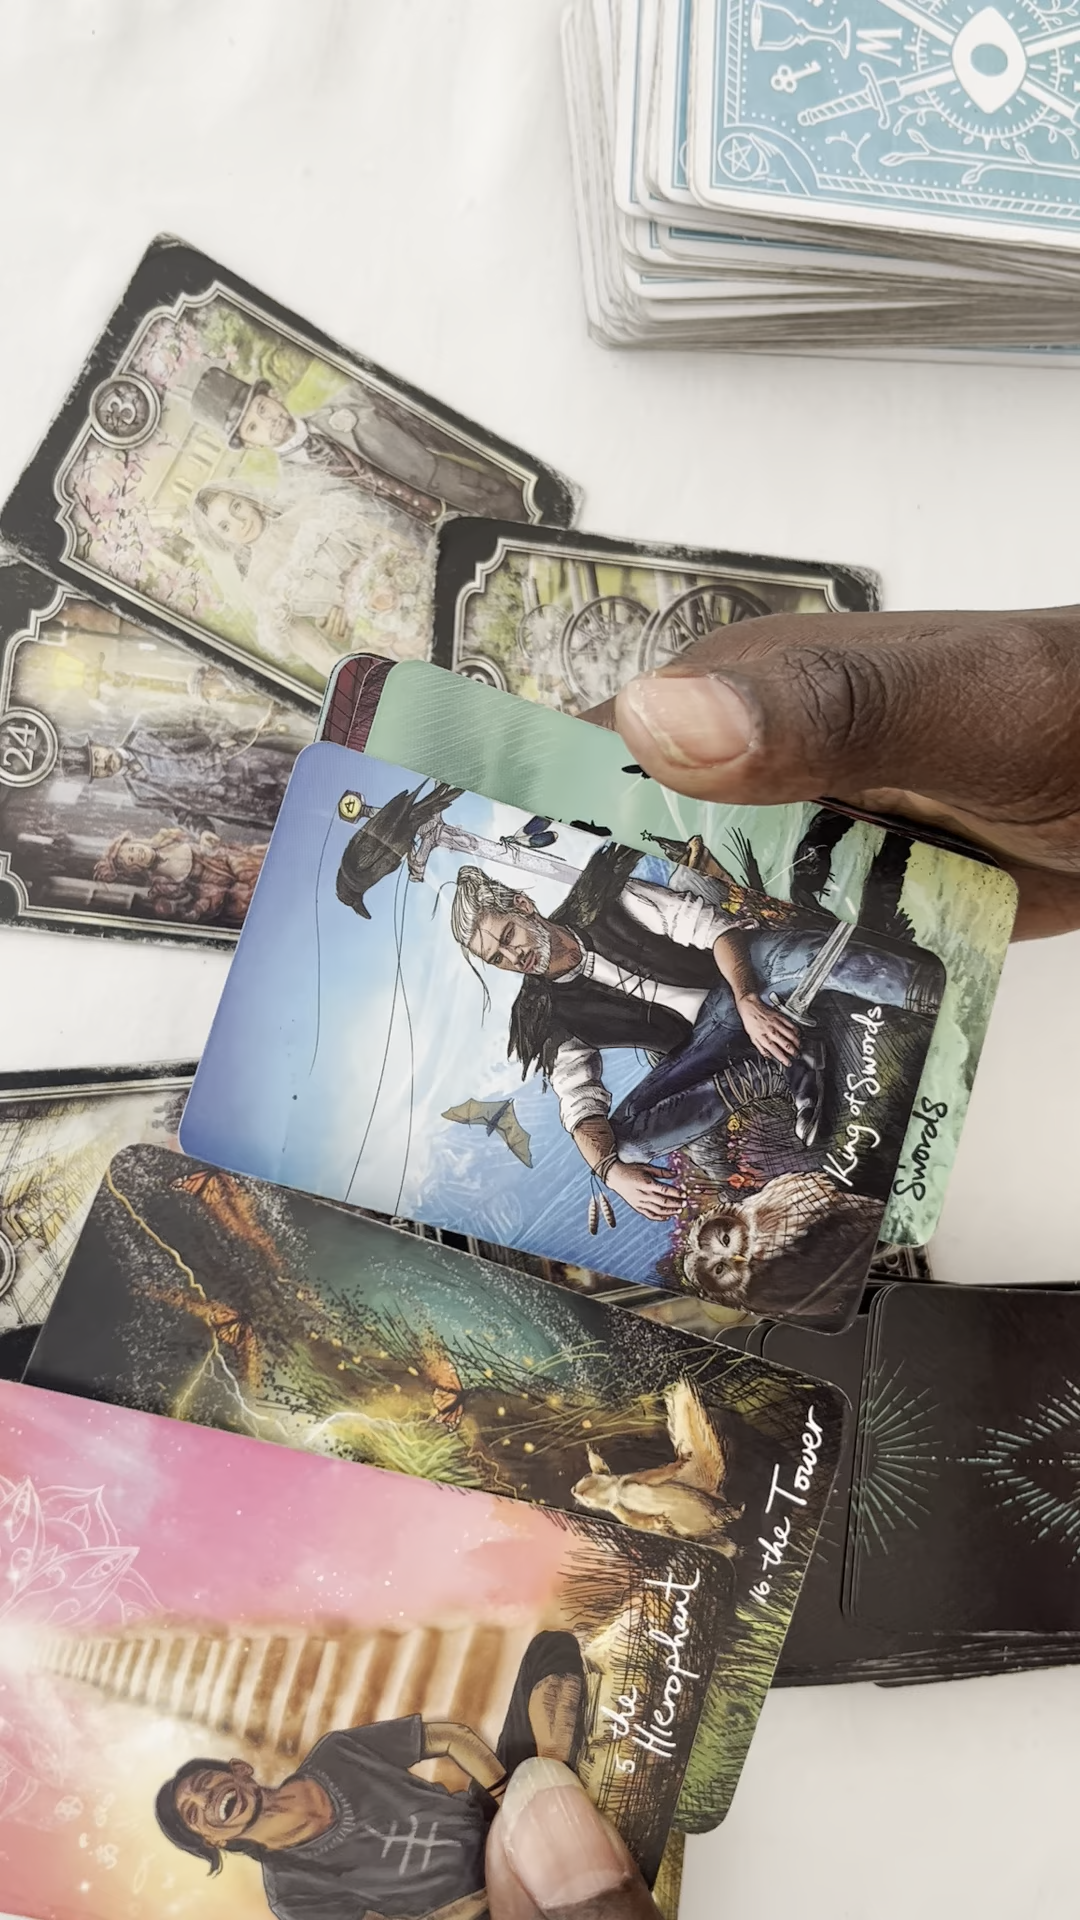 W
3
24
King of Swords
Swords
16. the Tower
5 the
Hierophant